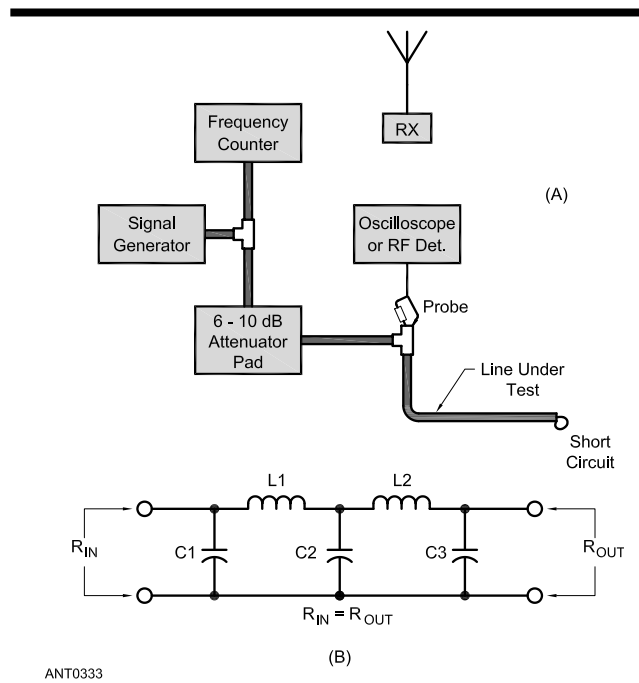 RX
Frequency
Counter
(A)
Signal
Generator
Oscilloscope
or RF Det.
Probe
6 - 10 dB
Attenuator
Pad
Line Under
Test
Short
Circuit
L1
L2
R_IN
C1
C2
C3
R_OUT
R_IN = R_OUT
(B)
ANT0333